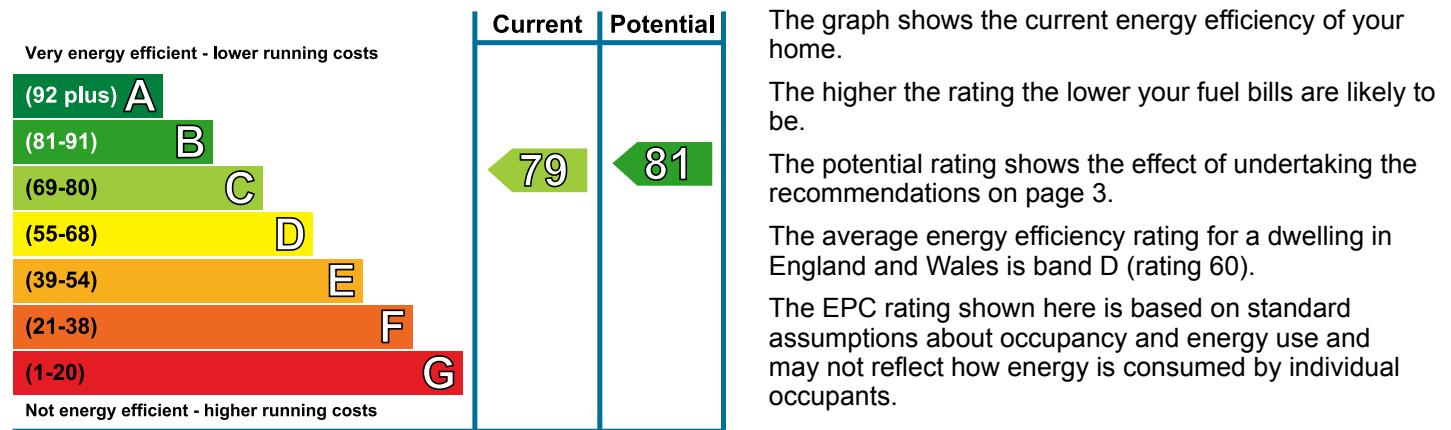 Current Potential
Very energy efficient - lower running costs
(92 plus) A
(81-91) B
(69-80) C
79 81
(55-68) D
(39-54) E
(21-38) F
(1-20) G
Not energy efficient - higher running costs
The graph shows the current energy efficiency of your
home.
The higher the rating the lower your fuel bills are likely to
be.
The potential rating shows the effect of undertaking the
recommendations on page 3.
The average energy efficiency rating for a dwelling in
England and Wales is band D (rating 60).
The EPC rating shown here is based on standard
assumptions about occupancy and energy use and
may not reflect how energy is consumed by individual
occupants.